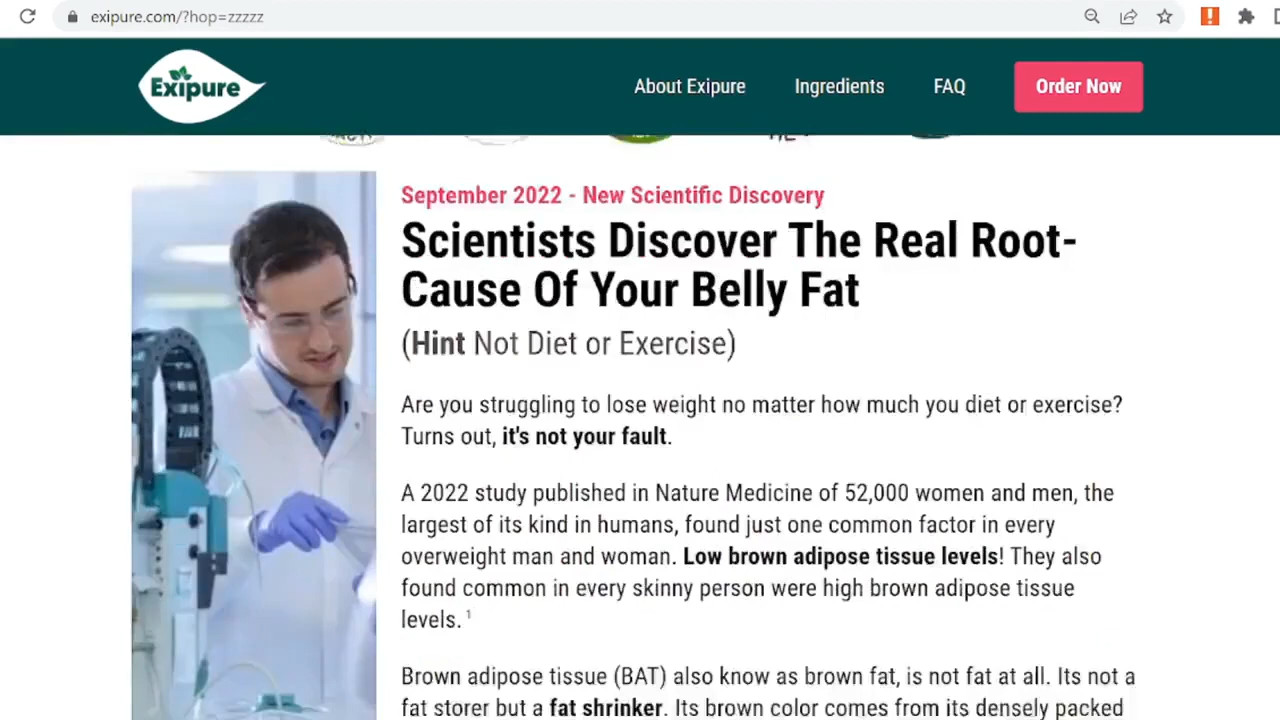 exipure.com/?hop=zzzzz
Exipure
About Exipure
Ingredients
FAQ
Order Now
September 2022 - New Scientific Discovery
Scientists Discover The Real Root-
Cause Of Your Belly Fat
(Hint Not Diet or Exercise)
Are you struggling to lose weight no matter how much you diet or exercise?
Turns out, it's not your fault.
A 2022 study published in Nature Medicine of 52,000 women and men, the
largest of its kind in humans, found just one common factor in every
overweight man and woman. Low brown adipose tissue levels! They also
found common in every skinny person were high brown adipose tissue
levels. 1
Brown adipose tissue (BAT) also know as brown fat, is not fat at all. Its not a
fat storer but a fat shrinker. Its brown color comes from its densely packed